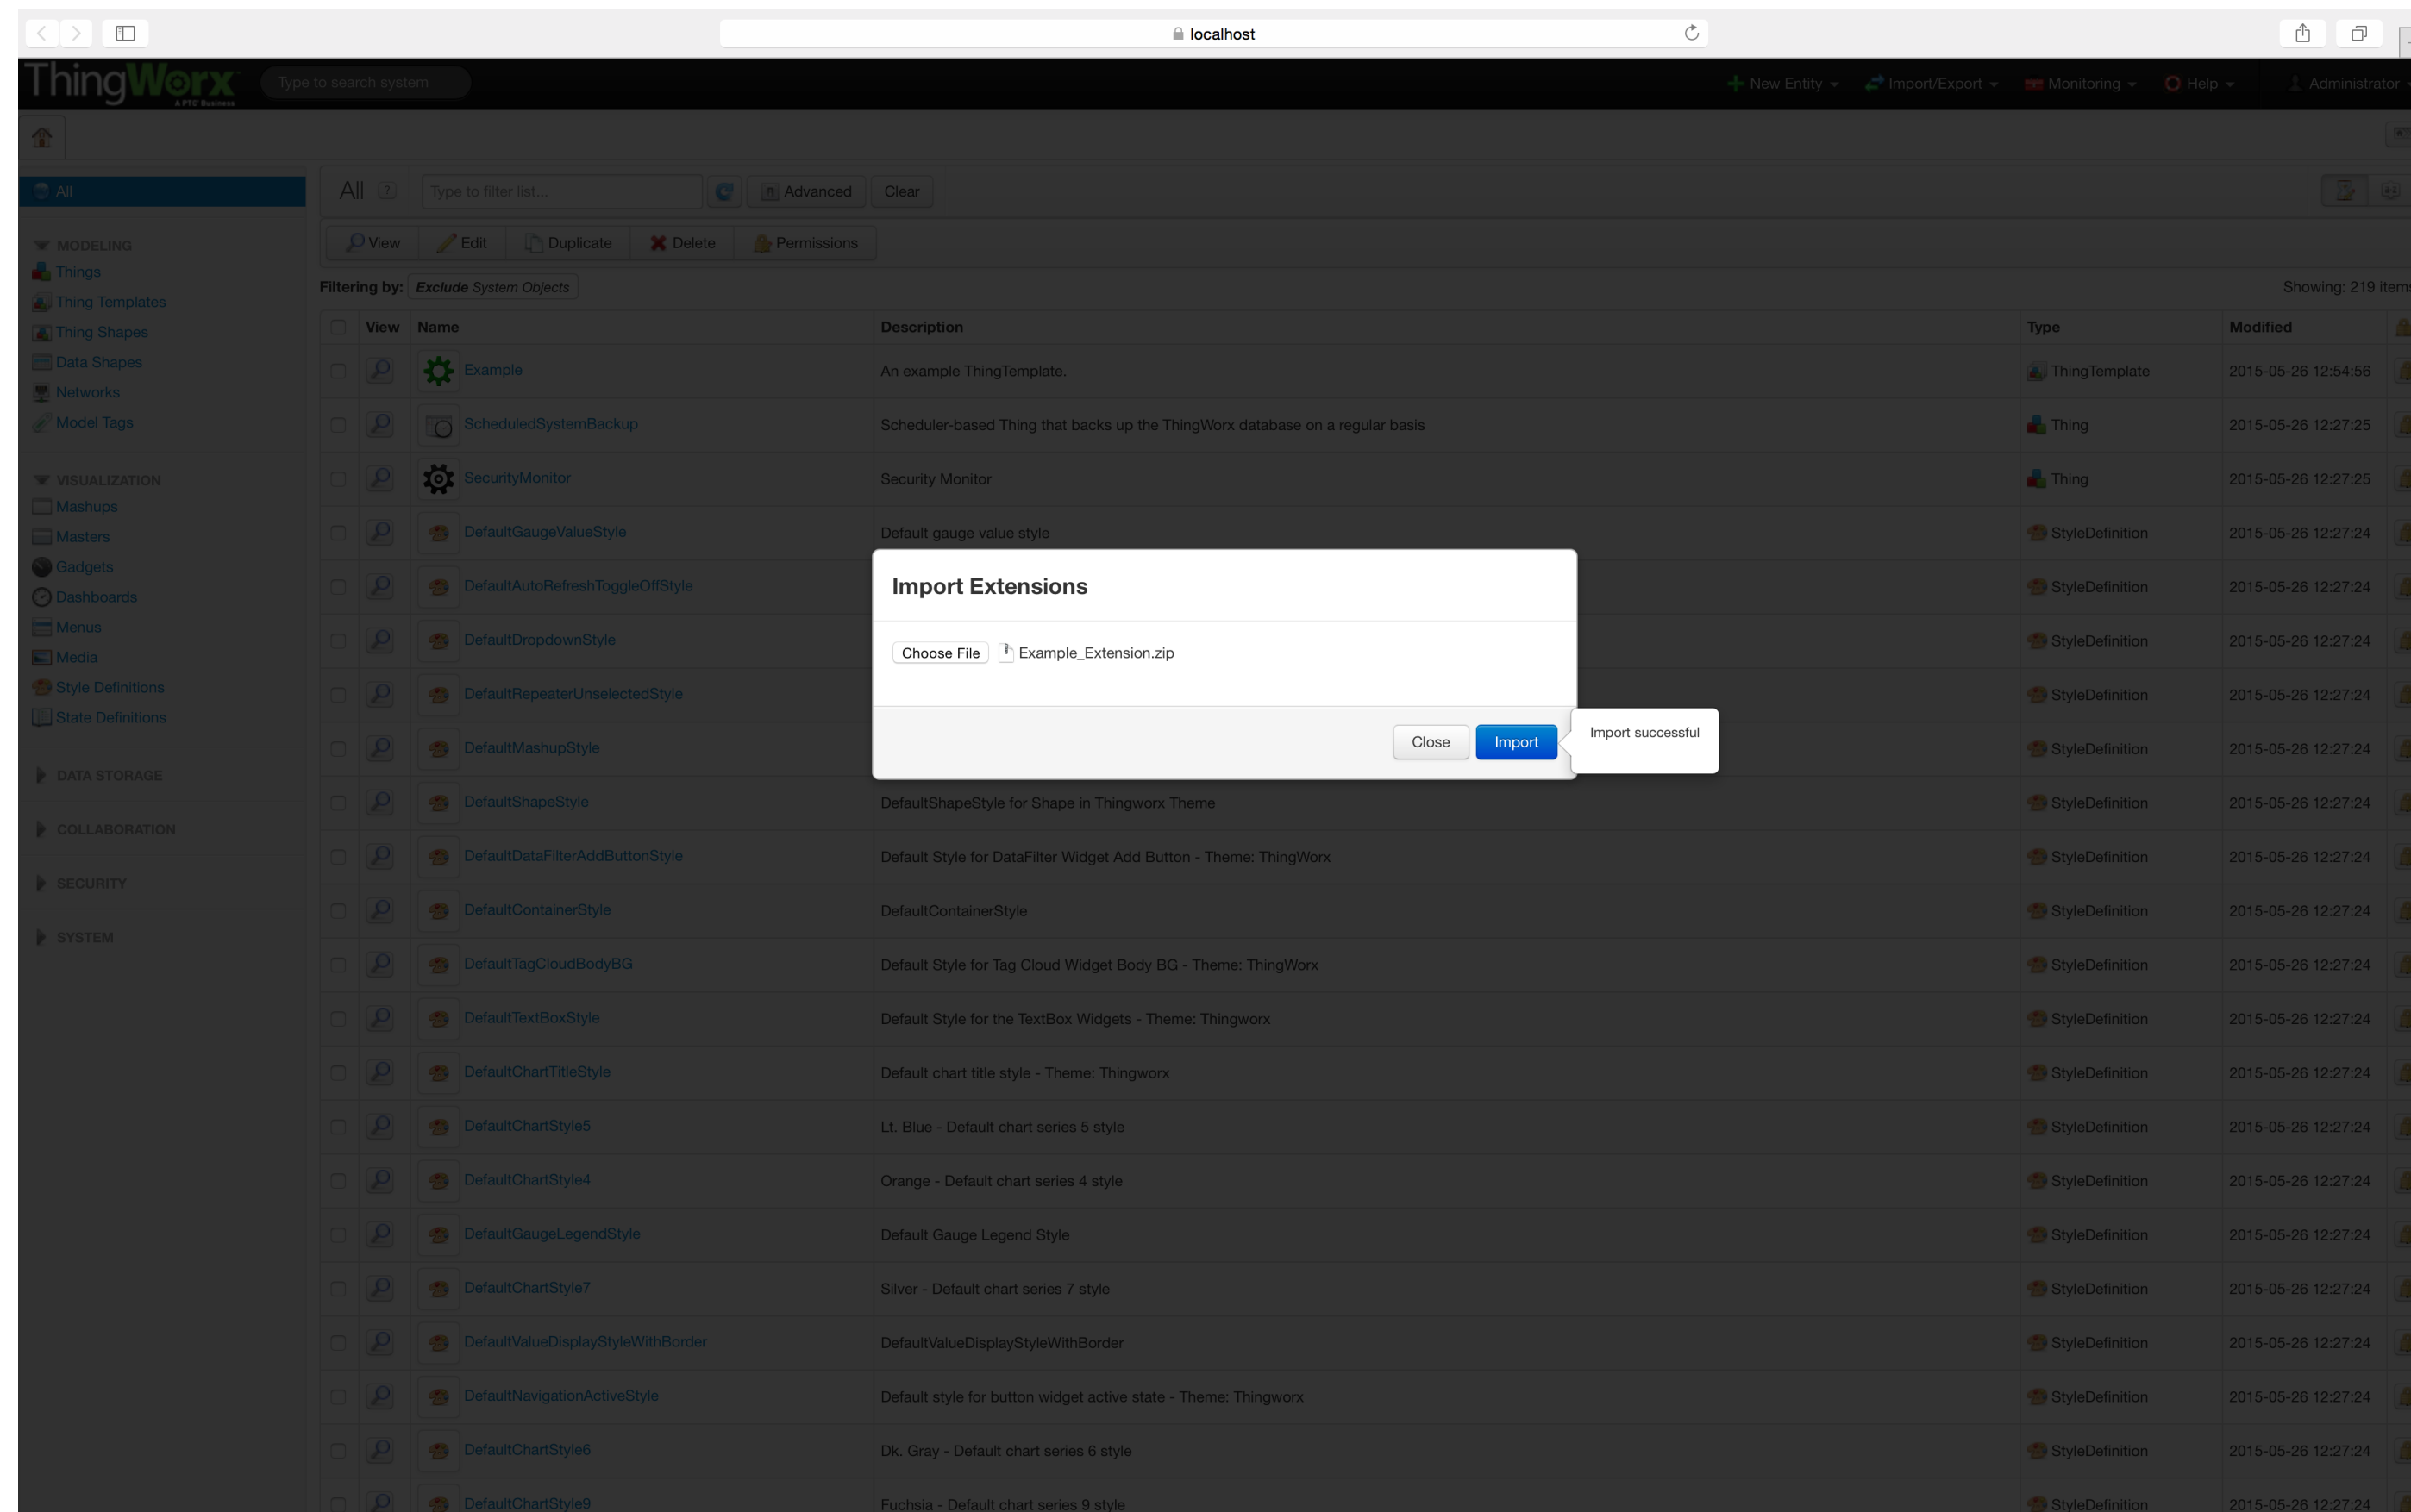 localhost
ThingWorx
A PTC Business
Type to search system
New Entity
Import/Export
Monitoring
Help
Administrator
All
All ?
Type to filter list...
Advanced
Clear
View
Edit
Duplicate
Delete
Permissions
Filtering by: Exclude System Objects
Showing: 219 items
MODELING
Things
Thing Templates
Thing Shapes
Data Shapes
Networks
Model Tags
VISUALIZATION
Mashups
Masters
Gadgets
Dashboards
Menus
Media
Style Definitions
State Definitions
DATA STORAGE
COLLABORATION
SECURITY
SYSTEM
View Name Description Type Modified
Example An example ThingTemplate. ThingTemplate 2015-05-26 12:54:56
ScheduledSystemBackup Scheduler-based Thing that backs up the ThingWorx database on a regular basis Thing 2015-05-26 12:27:25
SecurityMonitor Security Monitor Thing 2015-05-26 12:27:25
DefaultGaugeValueStyle Default gauge value style StyleDefinition 2015-05-26 12:27:24
DefaultAutoRefreshToggleOffStyle StyleDefinition 2015-05-26 12:27:24
DefaultDropdownStyle StyleDefinition 2015-05-26 12:27:24
DefaultRepeaterUnselectedStyle StyleDefinition 2015-05-26 12:27:24
DefaultMashupStyle StyleDefinition 2015-05-26 12:27:24
DefaultShapeStyle DefaultShapeStyle for Shape in Thingworx Theme StyleDefinition 2015-05-26 12:27:24
DefaultDataFilterAddButtonStyle Default Style for DataFilter Widget Add Button - Theme: ThingWorx StyleDefinition 2015-05-26 12:27:24
DefaultContainerStyle DefaultContainerStyle StyleDefinition 2015-05-26 12:27:24
DefaultTagCloudBodyBG Default Style for Tag Cloud Widget Body BG - Theme: ThingWorx StyleDefinition 2015-05-26 12:27:24
DefaultTextBoxStyle Default Style for the TextBox Widgets - Theme: Thingworx StyleDefinition 2015-05-26 12:27:24
DefaultChartTitleStyle Default chart title style - Theme: Thingworx StyleDefinition 2015-05-26 12:27:24
DefaultChartStyle5 Lt. Blue - Default chart series 5 style StyleDefinition 2015-05-26 12:27:24
DefaultChartStyle4 Orange - Default chart series 4 style StyleDefinition 2015-05-26 12:27:24
DefaultGaugeLegendStyle Default Gauge Legend Style StyleDefinition 2015-05-26 12:27:24
DefaultChartStyle7 Silver - Default chart series 7 style StyleDefinition 2015-05-26 12:27:24
DefaultValueDisplayStyleWithBorder DefaultValueDisplayStyleWithBorder StyleDefinition 2015-05-26 12:27:24
DefaultNavigationActiveStyle Default style for button widget active state - Theme: Thingworx StyleDefinition 2015-05-26 12:27:24
DefaultChartStyle6 Dk. Gray - Default chart series 6 style StyleDefinition 2015-05-26 12:27:24
DefaultChartStyle9 Fuchsia - Default chart series 9 style StyleDefinition 2015-05-26 12:27:24
Import Extensions
Choose File Example_Extension.zip
Close
Import
Import successful